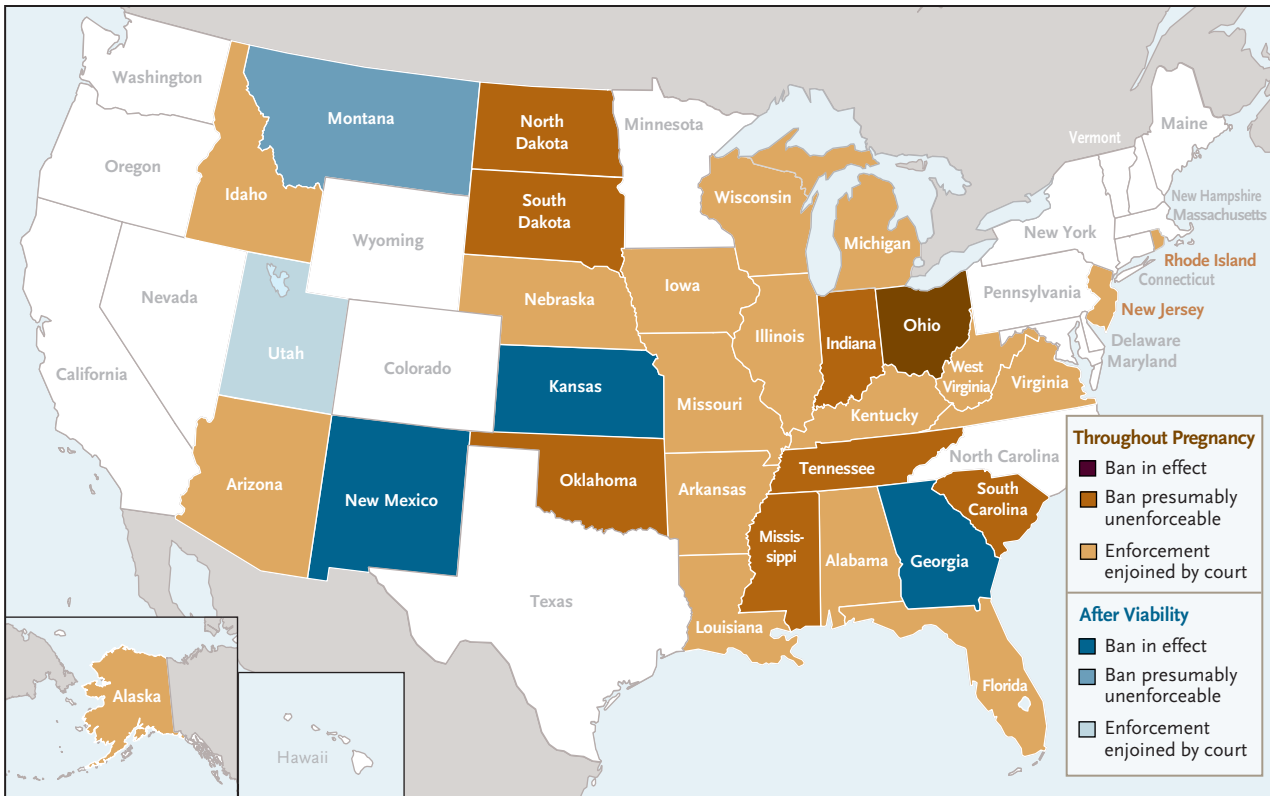 Washington
Montana
North
Dakota
Minnesota
Vermont
Maine
Oregon
Idaho
South
Dakota
Wisconsin
Michigan
New Hampshire
Massachusetts
New York
Wyoming
Rhode Island
Connecticut
Nevada
Nebraska
Iowa
Pennsylvania
New Jersey
Utah
Illinois
Indiana
Ohio
Delaware
Maryland
California
Colorado
Kansas
Missouri
West
Virginia
Virginia
Kentucky
North Carolina
Arizona
New Mexico
Oklahoma
Arkansas
Tennessee
South
Carolina
Missis-
sippi
Alabama
Georgia
Texas
Louisiana
Florida
Alaska
Hawaii
Throughout Pregnancy
Ban in effect
Ban presumably
unenforceable
Enforcement
enjoined by court
After Viability
Ban in effect
Ban presumably
unenforceable
Enforcement
enjoined by court